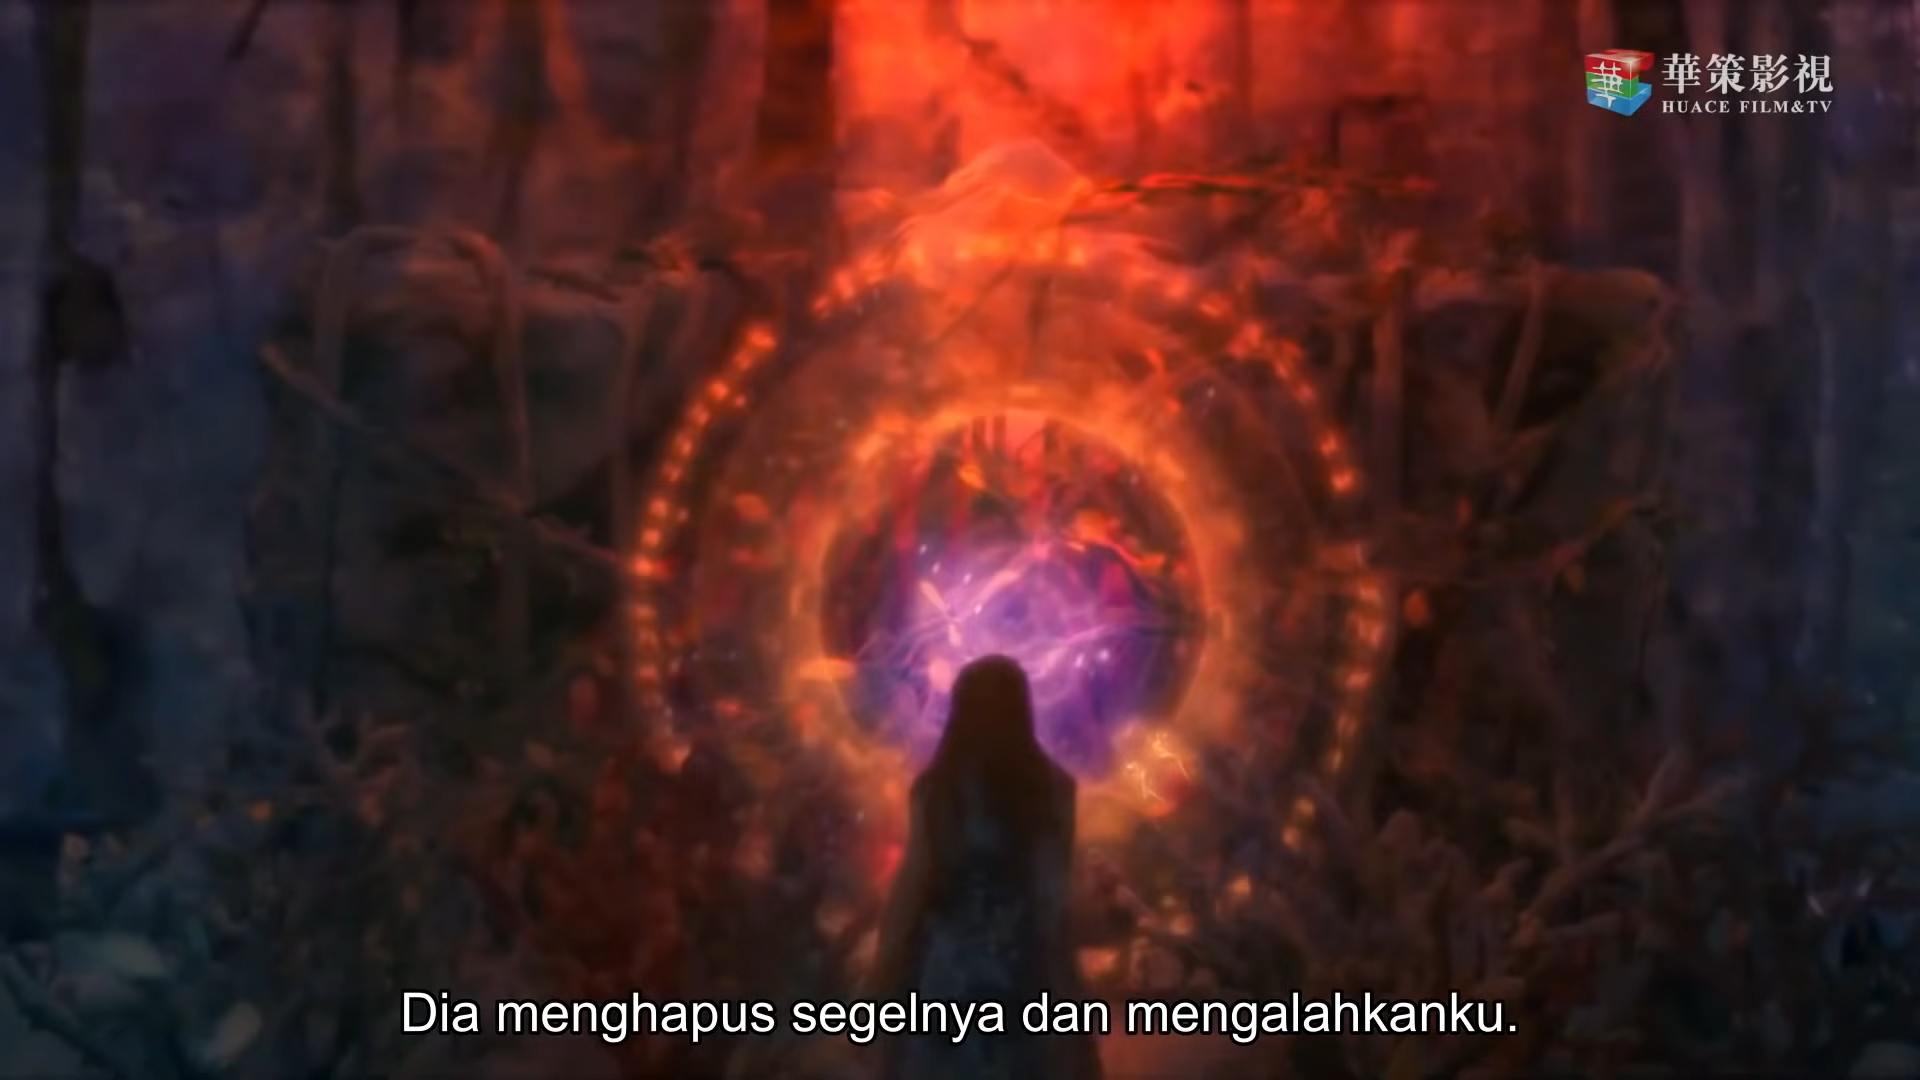 華策影視
HUACE FILM&TV
Dia menghapus segelnya dan mengalahkanku.